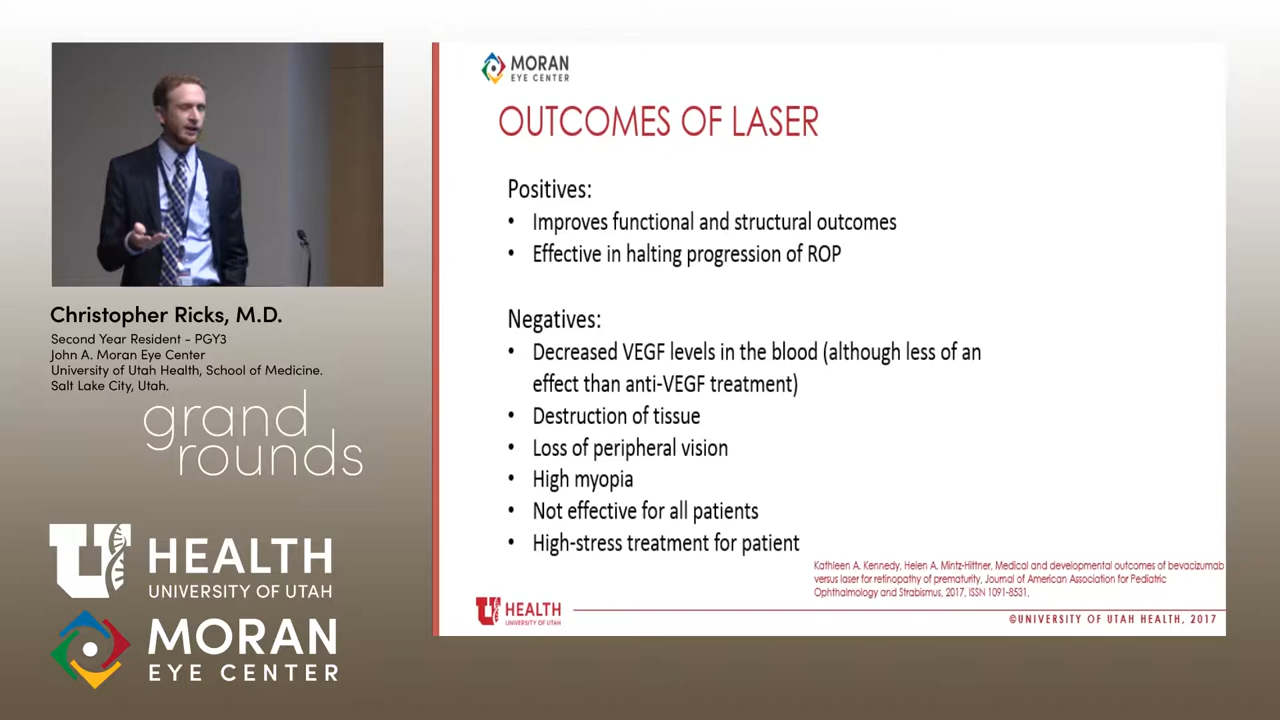 Christopher Ricks, M.D.
Second Year Resident - PGY3
John A. Moran Eye Center
University of Utah Health, School of Medicine.
Salt Lake City, Utah.
grand
rounds
U HEALTH
UNIVERSITY OF UTAH
MORAN
EYE CENTER
MORAN
EYE CENTER
OUTCOMES OF LASER
Positives:
• Improves functional and structural outcomes
• Effective in halting progression of ROP
Negatives:
• Decreased VEGF levels in the blood (although less of an
effect than anti-VEGF treatment)
• Destruction of tissue
• Loss of peripheral vision
• High myopia
• Not effective for all patients
• High-stress treatment for patient
Kathleen A. Kennedy, Helen A. Mintz-Hittner, Medical and developmental outcomes of bevacizumab
versus laser for retinopathy of prematurity, Journal of American Association for Pediatric
Ophthalmology and Strabismus, 2017, ISSN 1091-8531,
U HEALTH
UNIVERSITY OF UTAH
©UNIVERSITY OF UTAH HEALTH, 2017